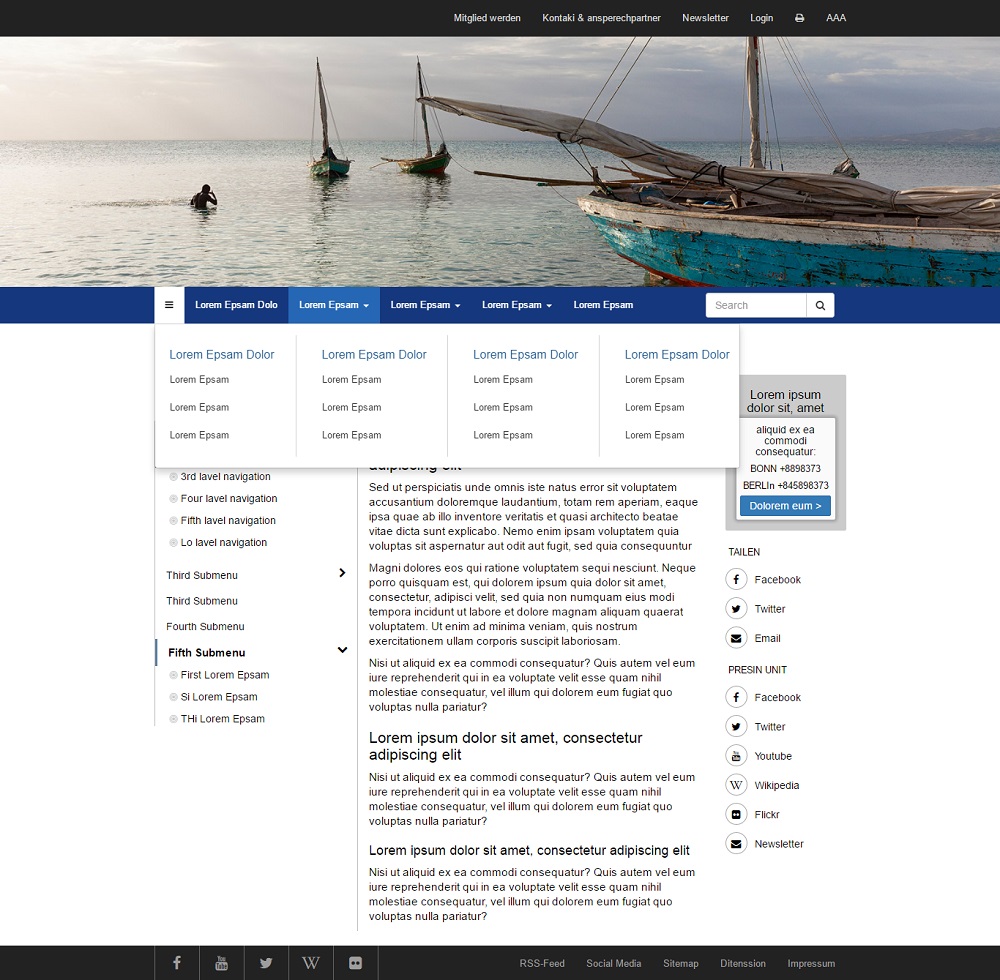 Mitglied werden Kontaki & ansperechpartner Newsletter Login AAA
Lorem Epsam Dolo Lorem Epsam Lorem Epsam Lorem Epsam Lorem Epsam Search
Lorem Epsam Dolor Lorem Epsam Dolor Lorem Epsam Dolor Lorem Epsam Dolor
Lorem Epsam Lorem Epsam Lorem Epsam Lorem Epsam
Lorem Epsam Lorem Epsam Lorem Epsam Lorem Epsam
Lorem Epsam Lorem Epsam Lorem Epsam Lorem Epsam
3rd lavel navigation
Four lavel navigation
Fifth lavel navigation
Lo lavel navigation
Third Submenu
Third Submenu
Fourth Submenu
Fifth Submenu
First Lorem Epsam
Si Lorem Epsam
THi Lorem Epsam
adipiscing elit
Sed ut perspiciatis unde omnis iste natus error sit voluptatem
accusantium doloremque laudantium, totam rem aperiam, eaque
ipsa quae ab illo inventore veritatis et quasi architecto beatae
vitae dicta sunt explicabo. Nemo enim ipsam voluptatem quia
voluptas sit aspernatur aut odit aut fugit, sed quia consequuntur
Magni dolores eos qui ratione voluptatem sequi nesciunt. Neque
porro quisquam est, qui dolorem ipsum quia dolor sit amet,
consectetur, adipisci velit, sed quia non numquam eius modi
tempora incidunt ut labore et dolore magnam aliquam quaerat
voluptatem. Ut enim ad minima veniam, quis nostrum
exercitationem ullam corporis suscipit laboriosam.
Nisi ut aliquid ex ea commodi consequatur? Quis autem vel eum
iure reprehenderit qui in ea voluptate velit esse quam nihil
molestiae consequatur, vel illum qui dolorem eum fugiat quo
voluptas nulla pariatur?
Lorem ipsum dolor sit amet, consectetur
adipiscing elit
Nisi ut aliquid ex ea commodi consequatur? Quis autem vel eum
iure reprehenderit qui in ea voluptate velit esse quam nihil
molestiae consequatur, vel illum qui dolorem eum fugiat quo
voluptas nulla pariatur?
Lorem ipsum dolor sit amet, consectetur adipiscing elit
Nisi ut aliquid ex ea commodi consequatur? Quis autem vel eum
iure reprehenderit qui in ea voluptate velit esse quam nihil
molestiae consequatur, vel illum qui dolorem eum fugiat quo
voluptas nulla pariatur?
Lorem ipsum
dolor sit, amet
aliquid ex ea
commodi
consequatur:
BONN +8898373
BERLIn +845898373
Dolorem eum >
TAILEN
Facebook
Twitter
Email
PRESIN UNIT
Facebook
Twitter
Youtube
Wikipedia
Flickr
Newsletter
RSS-Feed Social Media Sitemap Ditenssion Impressum